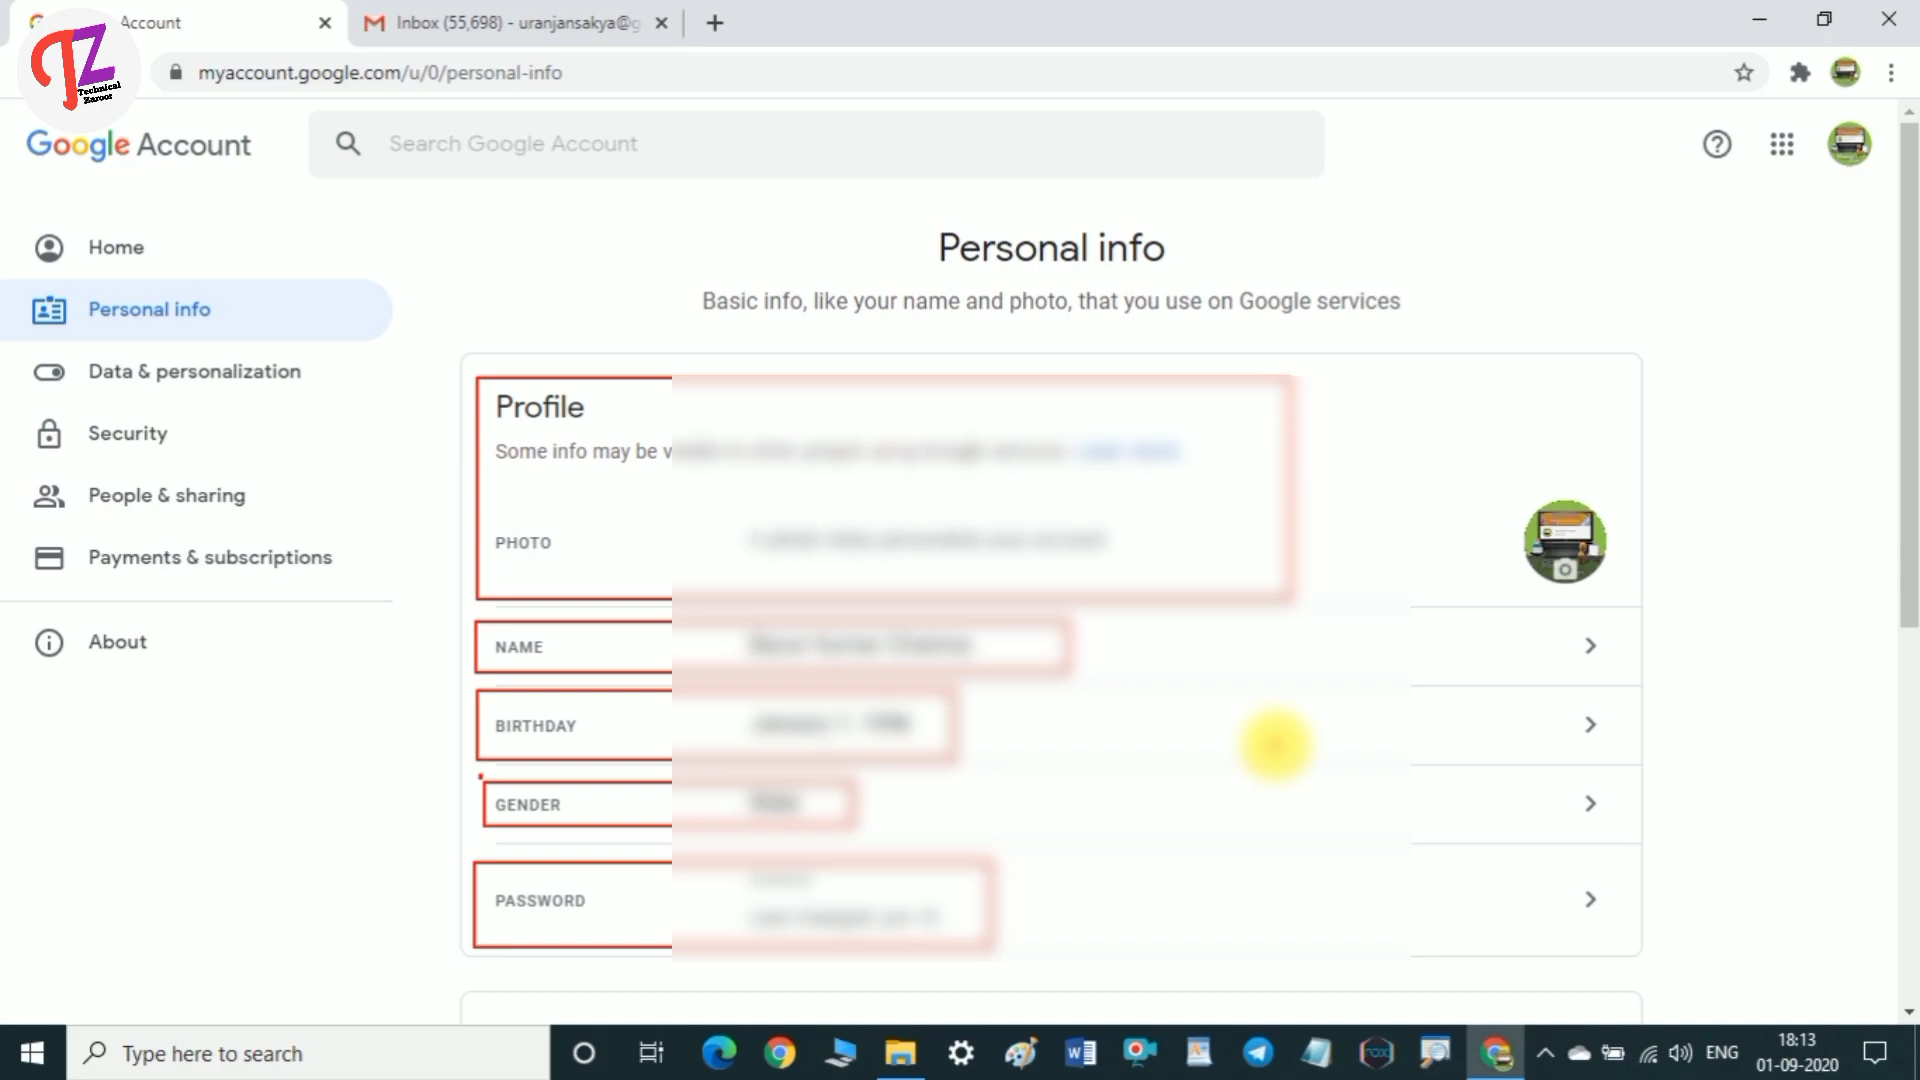 Account
Inbox (55,698) - uranjansakya@g
TZ
Technical
Zaroor
myaccount.google.com/u/0/personal-info
Google Account
Search Google Account
Home
Personal info
Data & personalization
Security
People & sharing
Payments & subscriptions
About
Personal info
Basic info, like your name and photo, that you use on Google services
Profile
Some info may be
PHOTO
NAME
BIRTHDAY
GENDER
PASSWORD
Type here to search
ENG
18:13
01-09-2020